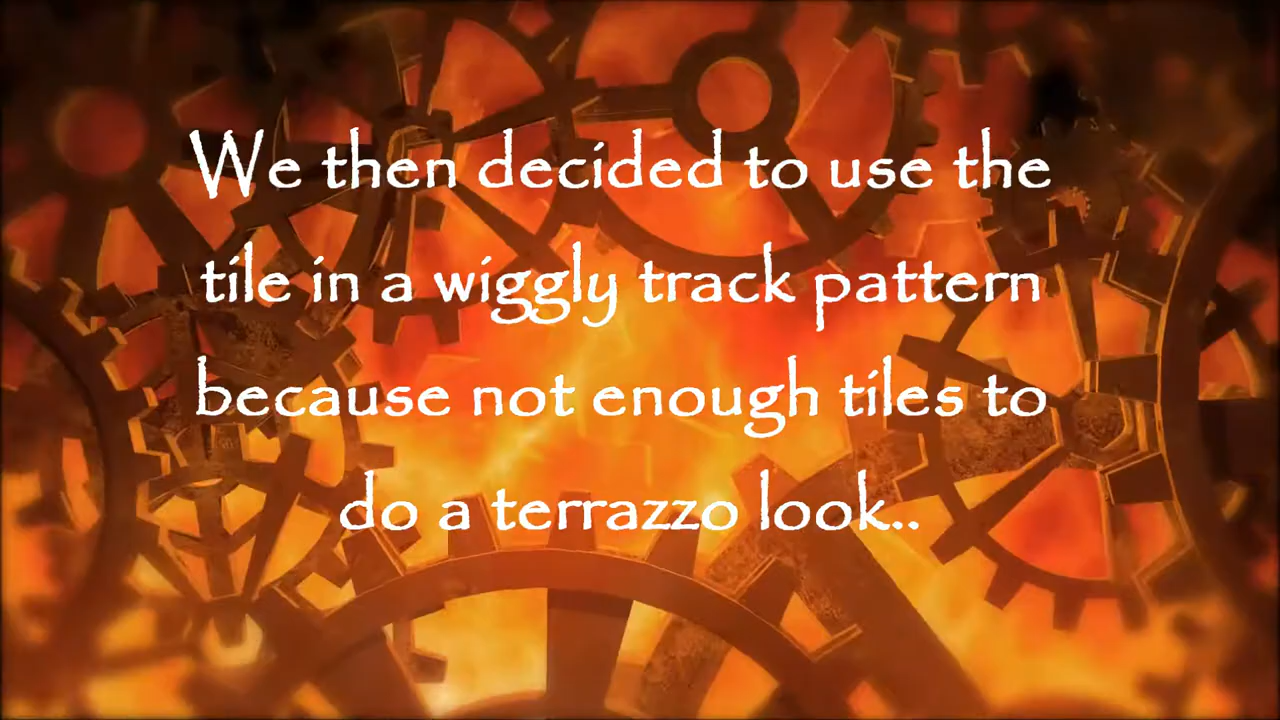 We then decided to use the
tile in a wiggly track pattern
because not enough tiles to
do a terrazzo look..